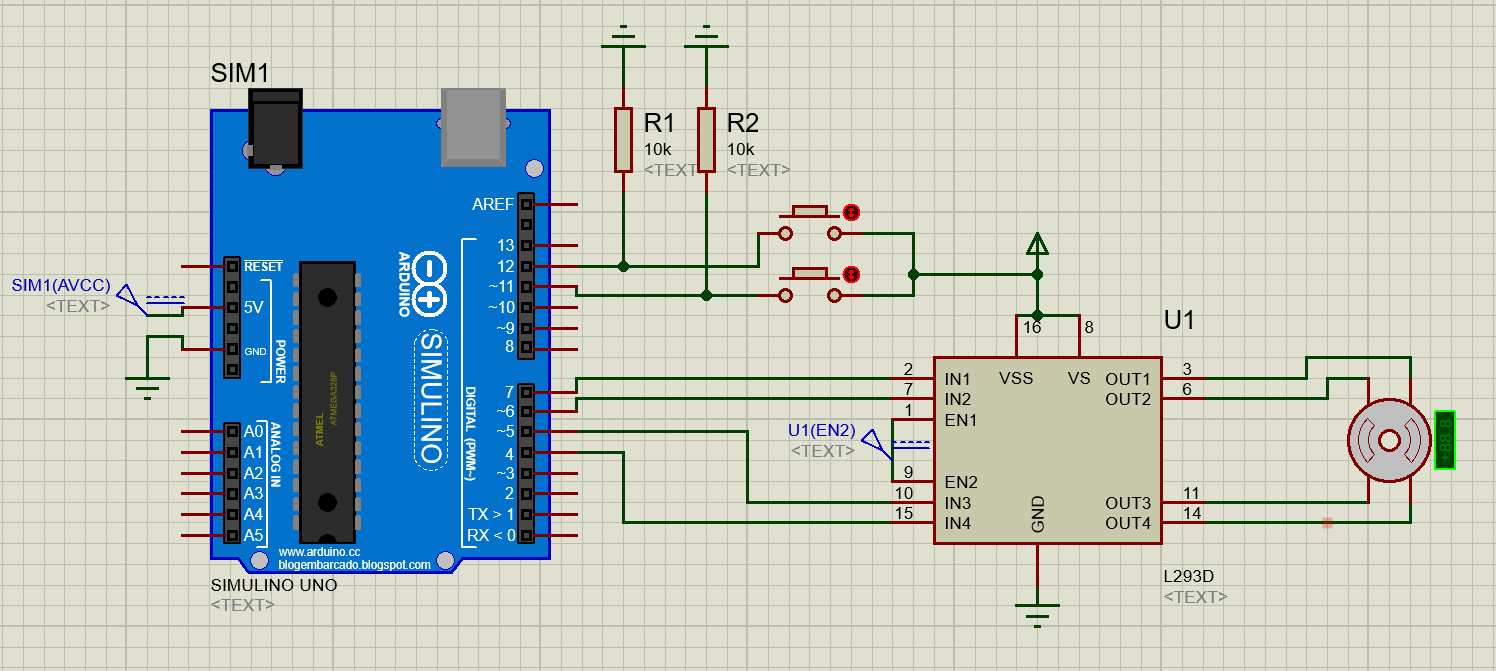 SIM1
R1
10k
<TEXT>
R2
10k
<TEXT>
AREF
13
12
~11
~10
~9
8
RESET
5V
GND
POWER
SIM1(AVCC)
<TEXT>
ARDUINO
SIMULINO
ATMEL
ATMEGA328P
DIGITAL (PWM~)
7
~6
~5
4
~3
2
TX > 1
RX < 0
A0
A1
A2
A3
A4
A5
ANALOG IN
www.arduino.cc
blogembarcado.blogspot.com
SIMULINO UNO
<TEXT>
U1
16
8
VSS
VS
2
IN1
7
IN2
1
EN1
U1(EN2)
<TEXT>
9
EN2
10
IN3
15
IN4
GND
OUT1
3
OUT2
6
OUT3
11
OUT4
14
+88.8
L293D
<TEXT>